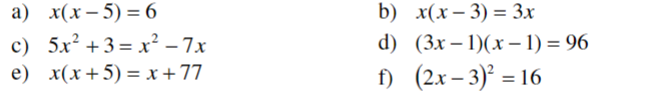 a) x(x – 5) = 6 b) x(x – 3) = 3x
c) 5x² + 3 = x² – 7x d) (3x – 1)(x – 1) = 96
e) x(x + 5) = x + 77 f) (2x – 3)² = 16